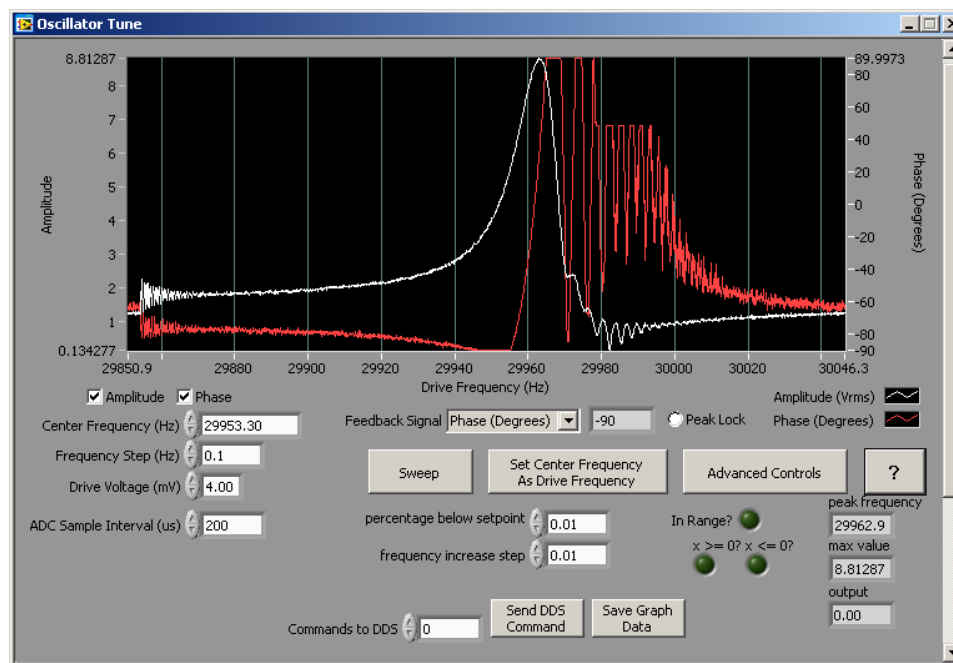 Oscillator Tune
8.81287
8
7
6
5
4
3
2
1
0.134277
Amplitude
89.9973
80
60
40
20
0
-20
-40
-60
-80
-90
Phase (Degrees)
29850.9 29880 29900 29920 29940 29960 29980 30000 30020 30046.3
Drive Frequency (Hz)
Amplitude Phase
Amplitude (Vrms)
Phase (Degrees)
Center Frequency (Hz) 29953.30
Feedback Signal Phase (Degrees) -90 Peak Lock
Frequency Step (Hz) 0.1
Drive Voltage (mV) 4.00
ADC Sample Interval (us) 200
Sweep
Set Center Frequency
As Drive Frequency
Advanced Controls
?
percentage below setpoint 0.01
frequency increase step 0.01
In Range?
x >= 0? x <= 0?
peak frequency
29962.9
max value
8.81287
output
0.00
Commands to DDS 0
Send DDS
Command
Save Graph
Data